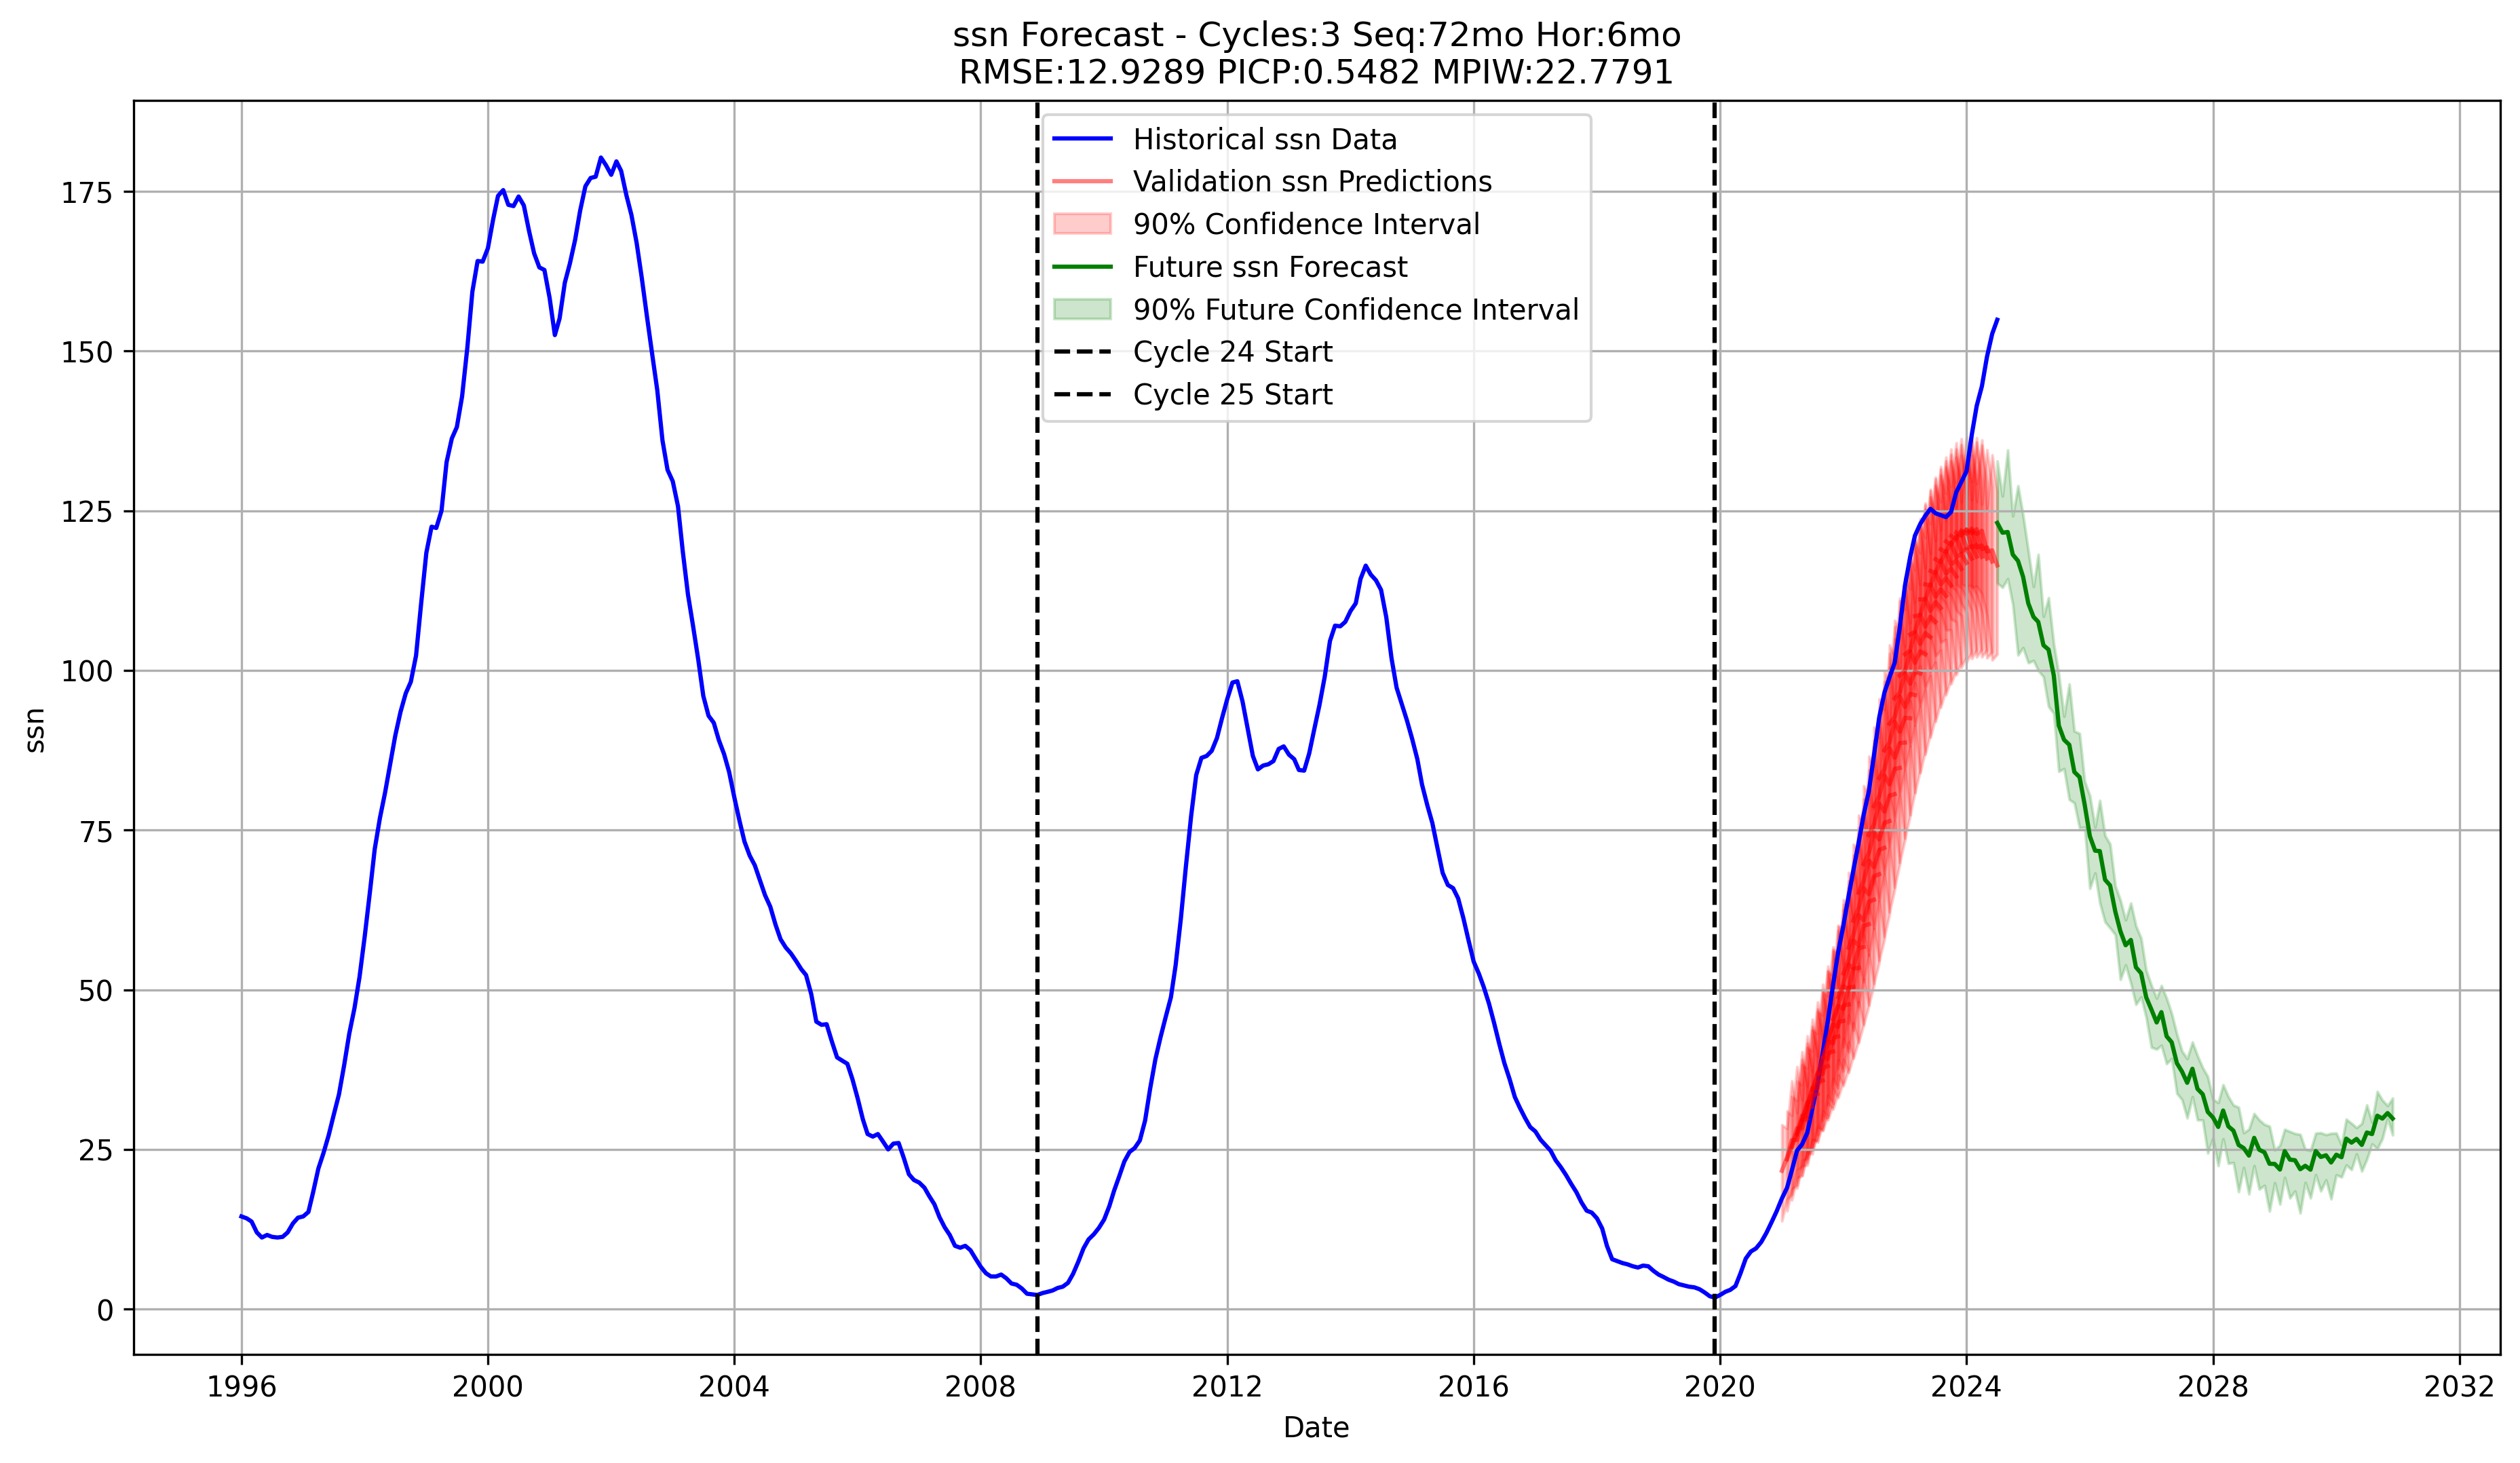 ssn Forecast - Cycles:3 Seq:72mo Hor:6mo
RMSE:12.9289 PICP:0.5482 MPIW:22.7791
Historical ssn Data
Validation ssn Predictions
90% Confidence Interval
Future ssn Forecast
90% Future Confidence Interval
Cycle 24 Start
Cycle 25 Start
175
150
125
100
75
50
25
0
ssn
1996 2000 2004 2008 2012 2016 2020 2024 2028 2032
Date